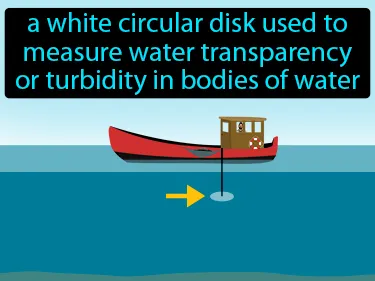 a white circular disk used to
measure water transparency
or turbidity in bodies of water